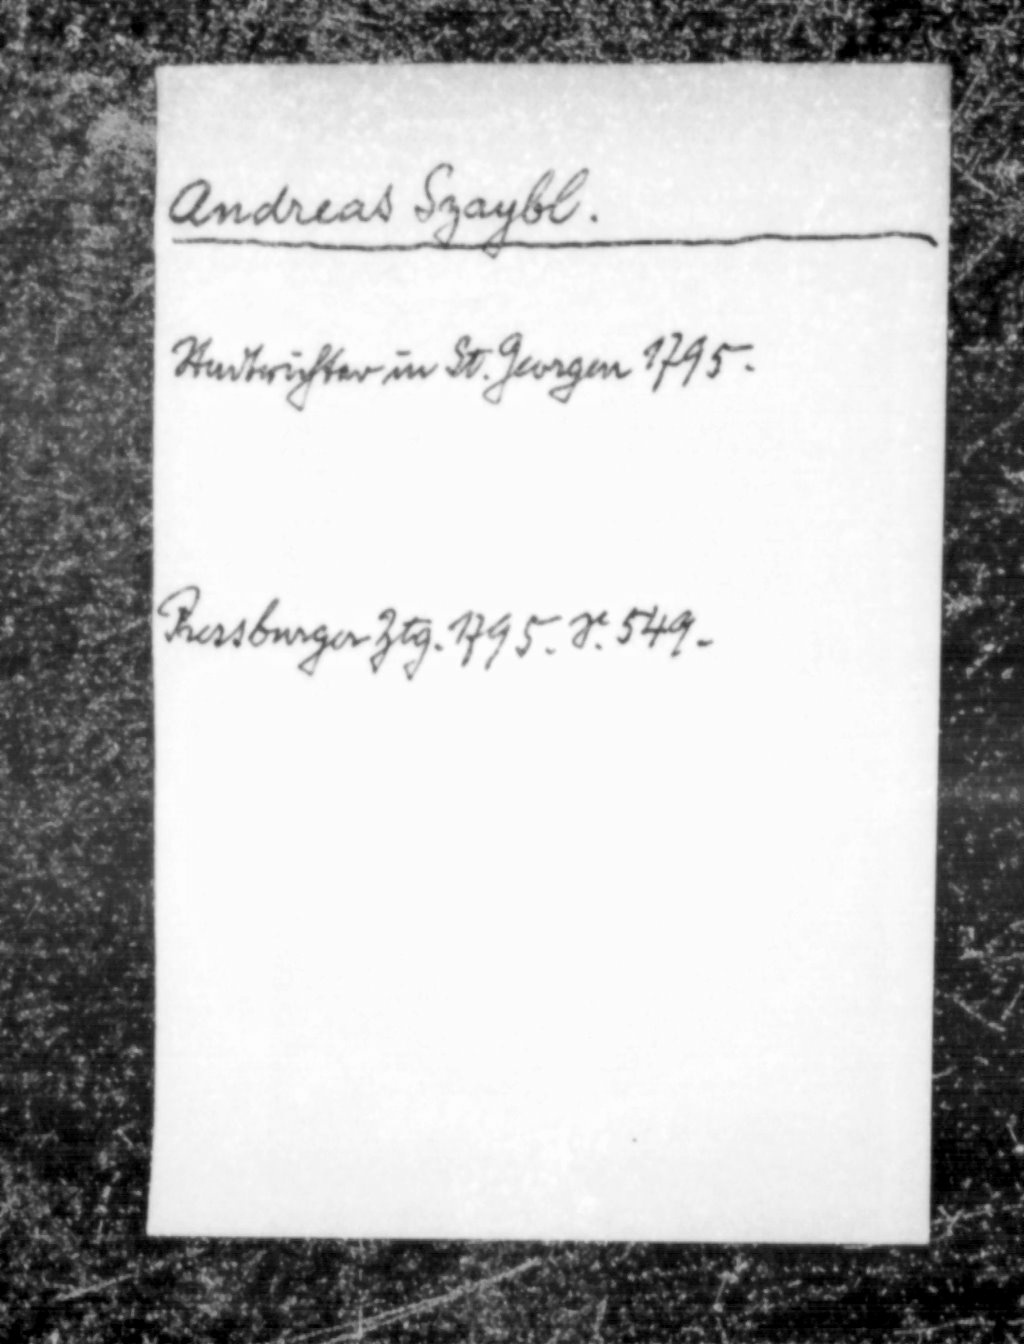 Andreas Szaybl.
Stadtrichter in St. Georgen 1795.
Pressburger Ztg. 1795. S. 549.